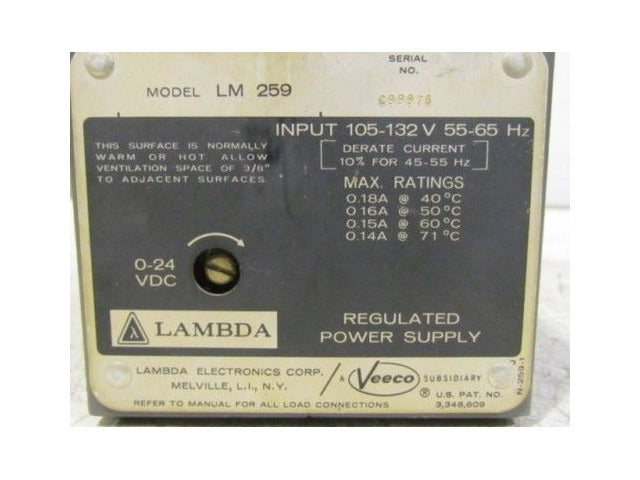 SERIAL
NO.
MODEL LM 259
INPUT 105-132 V 55-65 Hz
THIS SURFACE IS NORMALLY
WARM OR HOT ALLOW
VENTILATION SPACE OF 3/8"
TO ADJACENT SURFACES.
DERATE CURRENT
10% FOR 45-55 Hz
MAX. RATINGS
0.18A @ 40°C
0.16A @ 50°C
0.15A @ 60°C
0.14A @ 71°C
0-24
VDC
LAMBDA
REGULATED
POWER SUPPLY
LAMBDA ELECTRONICS CORP.
MELVILLE, L.I., N.Y.
A Veeco SUBSIDIARY
® U.S. PAT. NO.
3,348,609
REFER TO MANUAL FOR ALL LOAD CONNECTIONS
N-259-1 J